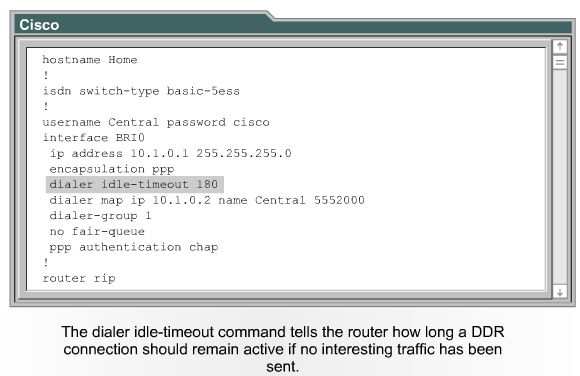 Cisco
hostname Home
!
isdn switch-type basic-5ess
!
username Central password cisco
interface BRI0
ip address 10.1.0.1 255.255.255.0
encapsulation ppp
dialer idle-timeout 180
dialer map ip 10.1.0.2 name Central 5552000
dialer-group 1
no fair-queue
ppp authentication chap
!
router rip
The dialer idle-timeout command tells the router how long a DDR
connection should remain active if no interesting traffic has been
sent.